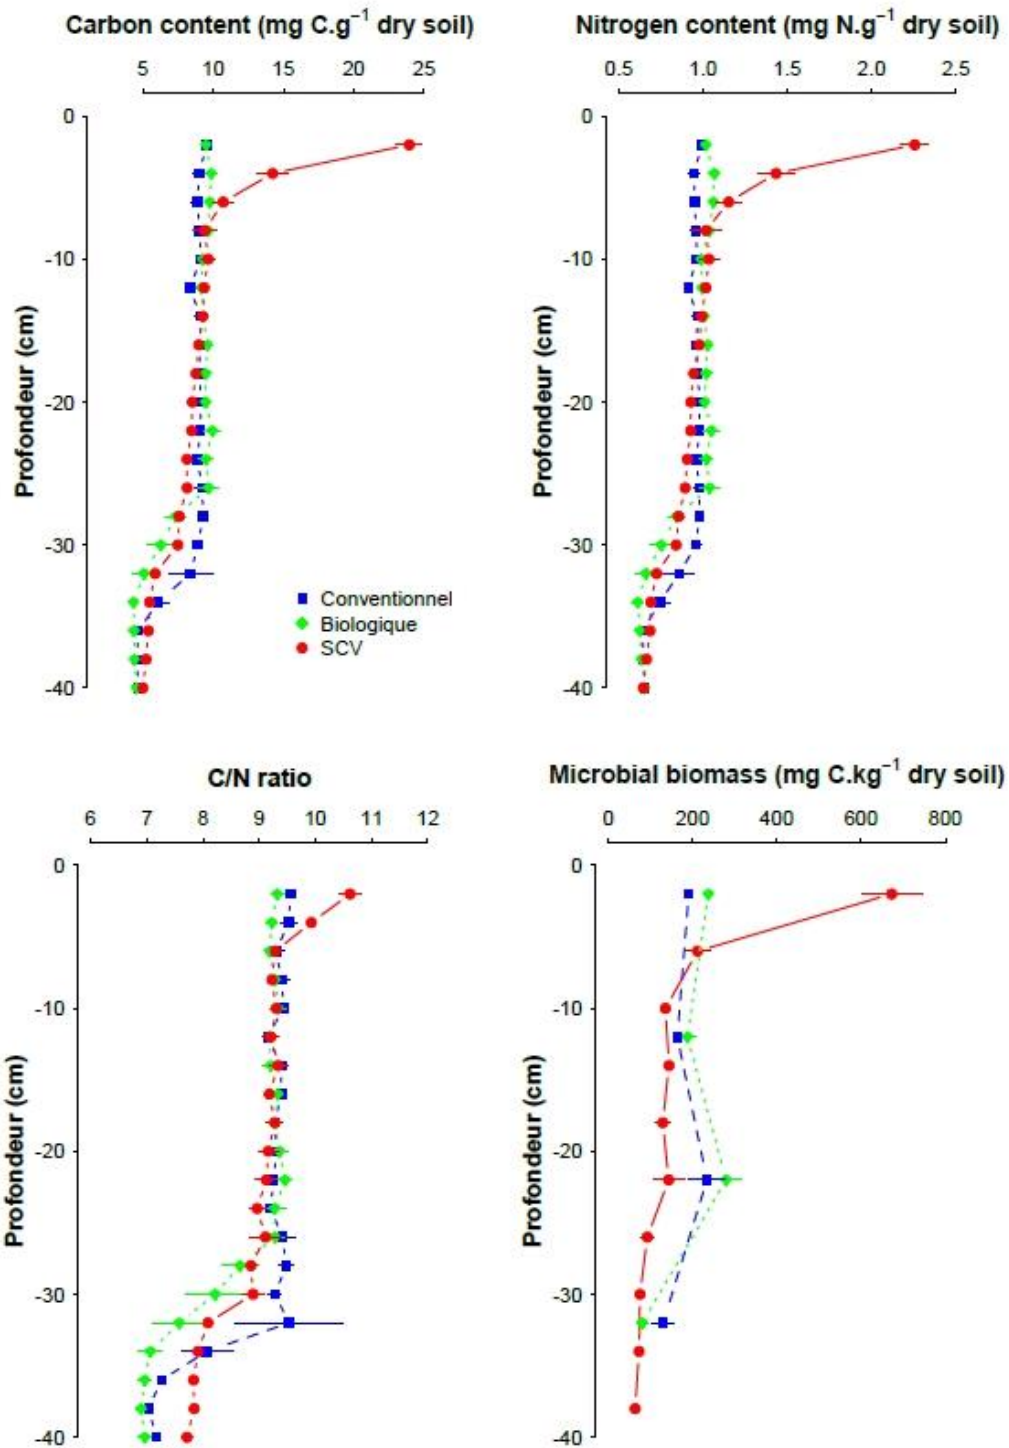 Carbon content (mg C.g⁻¹ dry soil)
5 10 15 20 25
0
-10
-20
-30
-40
Profondeur (cm)
Conventionnel
Biologique
SCV
Nitrogen content (mg N.g⁻¹ dry soil)
0.5 1.0 1.5 2.0 2.5
0
-10
-20
-30
-40
Profondeur (cm)
C/N ratio
6 7 8 9 10 11 12
0
-10
-20
-30
-40
Profondeur (cm)
Microbial biomass (mg C.kg⁻¹ dry soil)
0 200 400 600 800
0
-10
-20
-30
-40
Profondeur (cm)